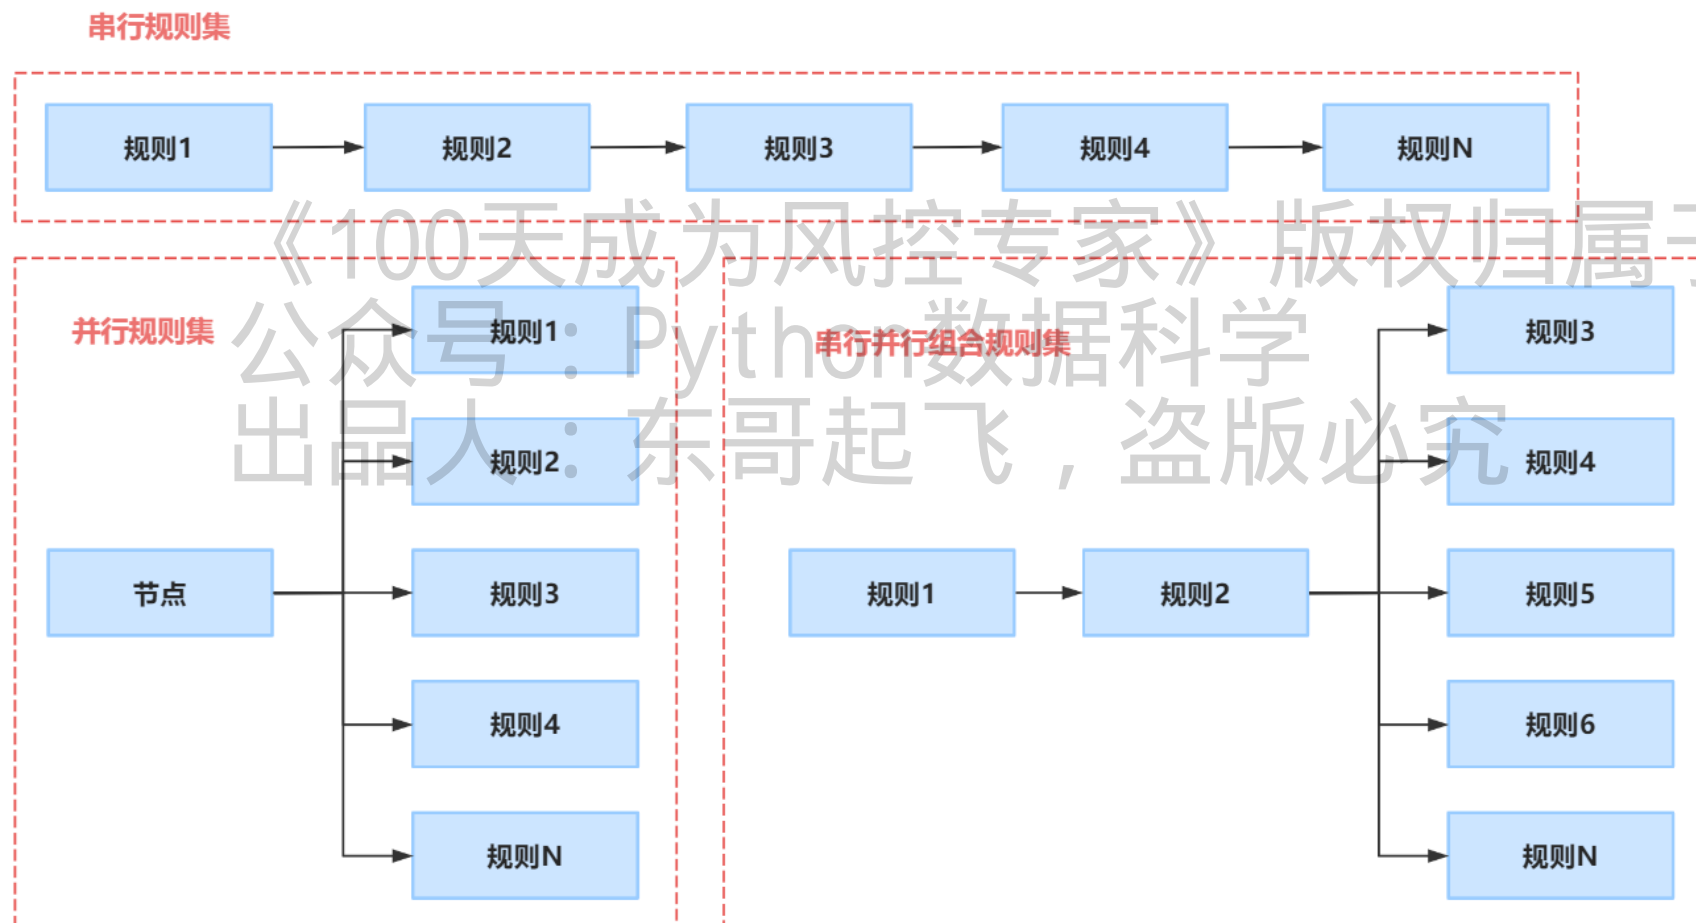 串行规则集
规则1
规则2
规则3
规则4
规则N
《100天成为风控专家》版权归属于
公众号：Python数据科学
出品人：东哥起飞，盗版必究
并行规则集
节点
规则1
规则2
规则3
规则4
规则N
串行并行组合规则集
规则1
规则2
规则3
规则4
规则5
规则6
规则N